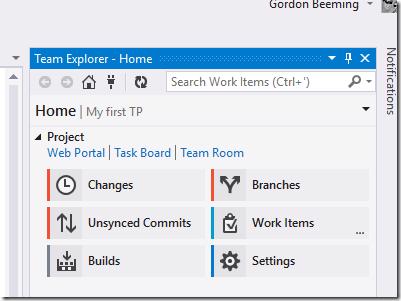 Gordon Beeming
Team Explorer - Home
Search Work Items (Ctrl+')
Notifications
Home | My first TP
Project
Web Portal | Task Board | Team Room
Changes
Branches
Unsynced Commits
Work Items
...
Builds
Settings